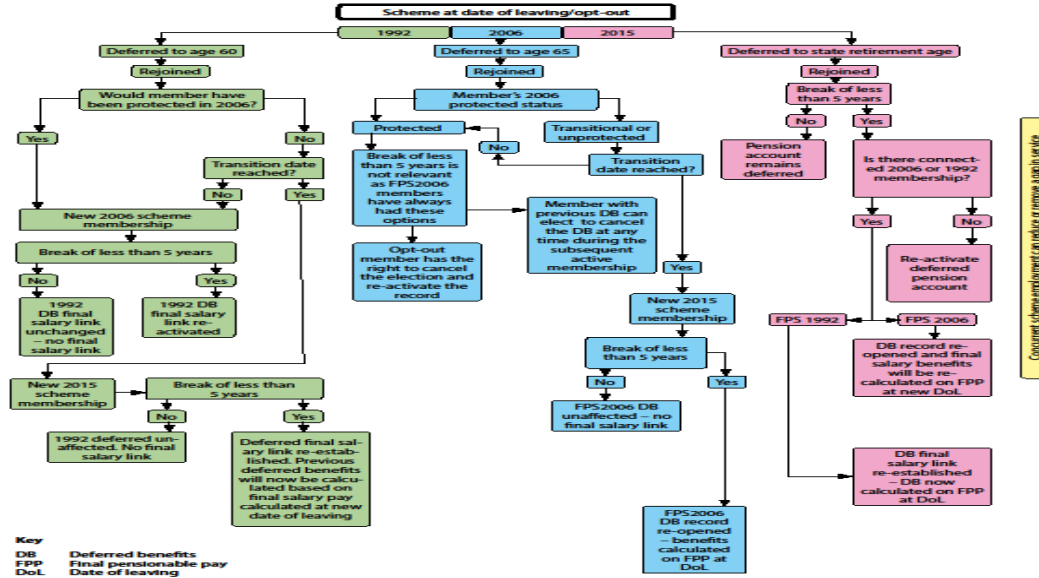 Scheme at date of leaving/opt-out
1992
2006
2015
Deferred to age 60
Rejoined
Would member have
been protected in 2006?
Yes
No
Transition date
reached?
No
Yes
New 2006 scheme
membership
Break of less than 5 years
No
Yes
1992
DB final
salary link
unchanged
– no final
salary link
1992 DB
final salary
link re-
activated
New 2015
scheme
membership
Break of less than
5 years
No
Yes
1992 deferred un-
affected. No final
salary link
Deferred final sal-
ary link re-estab-
lished. Previous
deferred benefits
will now be calcu-
lated based on
final salary pay
calculated at new
date of leaving
Deferred to age 65
Rejoined
Member's 2006
protected status
Protected
Transitional or
unprotected
No
Transition
date reached?
Break of less
than 5 years is
not relevant
as FPS2006
members
have always
had these
options
Member with
previous DB can
elect to cancel
the DB at any
time during the
subsequent
active membership
Opt-out
member has the
right to cancel
the election and
re-activate the
record
Yes
New 2015
scheme
membership
Break of less
than 5 years
No
Yes
FPS2006 DB
unaffected – no
final salary link
FPS2006
DB record
re-opened
– benefits
calculated
on FPP at
DoL
Deferred to state retirement age
Rejoined
Break of less
than 5 years
No
Yes
Pension
account
remains
deferred
Is there connect-
ed 2006 or 1992
membership?
Yes
No
Re-activate
deferred
pension
account
FPS 1992
FPS 2006
DB record re-
opened and final
salary benefits
will be re-
calculated on FPP
at new DoL
DB final
salary link
re-established
– DB now
calculated on FPP
at DoL
Concurrent scheme employment can reduce or remove a gap in service
Key
DB Deferred benefits
FPP Final pensionable pay
DoL Date of leaving